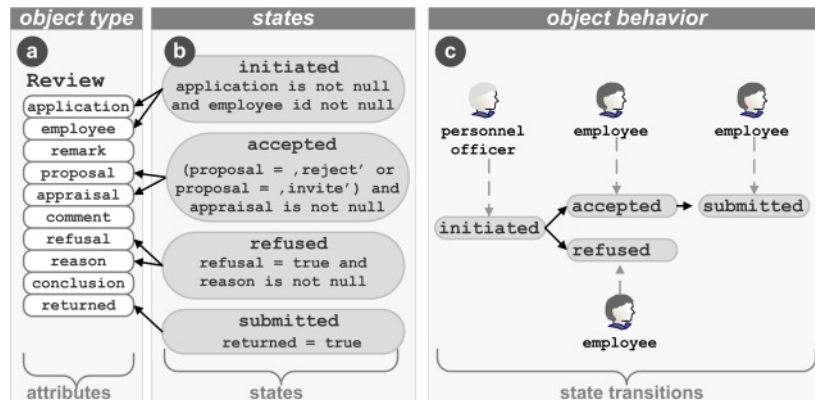 object type
states
object behavior
a
b
c
Review
application
employee
remark
proposal
appraisal
comment
refusal
reason
conclusion
returned
attributes
initiated
application is not null
and employee id not null
accepted
(proposal = ‚reject’ or
proposal = ‚invite’) and
appraisal is not null
refused
refusal = true and
reason is not null
submitted
returned = true
states
personnel
officer
employee
employee
initiated
accepted
submitted
refused
employee
state transitions